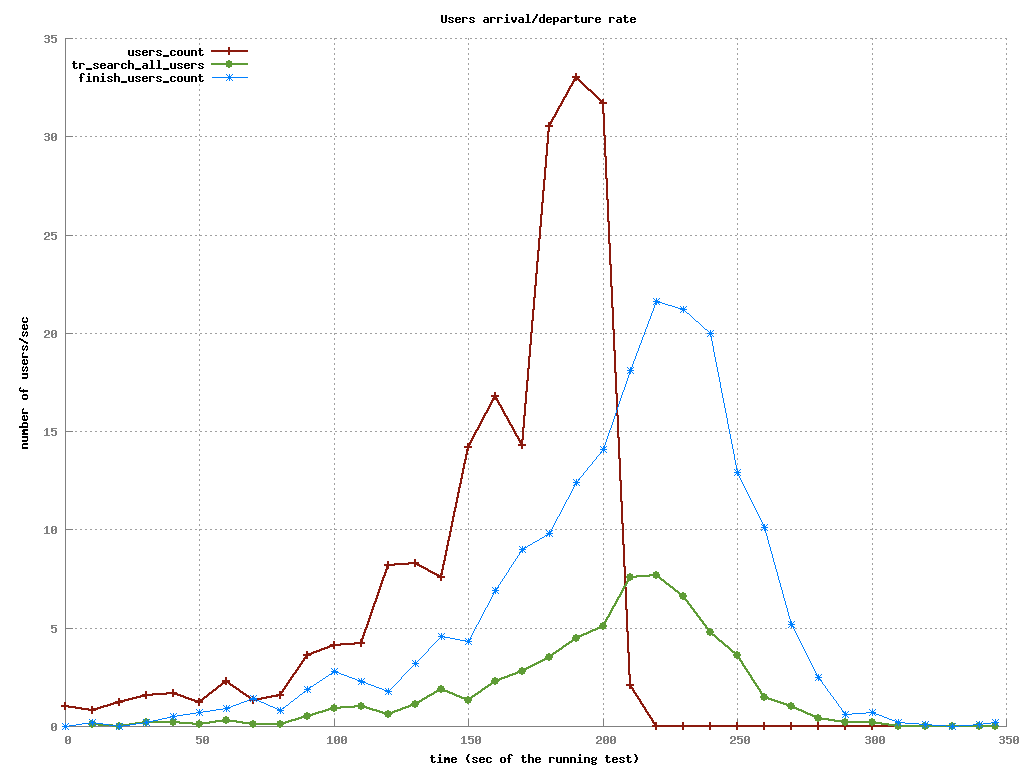 Users arrival/departure rate
users_count
tr_search_all_users
finish_users_count
number of users/sec
35
30
25
20
15
10
5
0
0 50 100 150 200 250 300 350
time (sec of the running test)